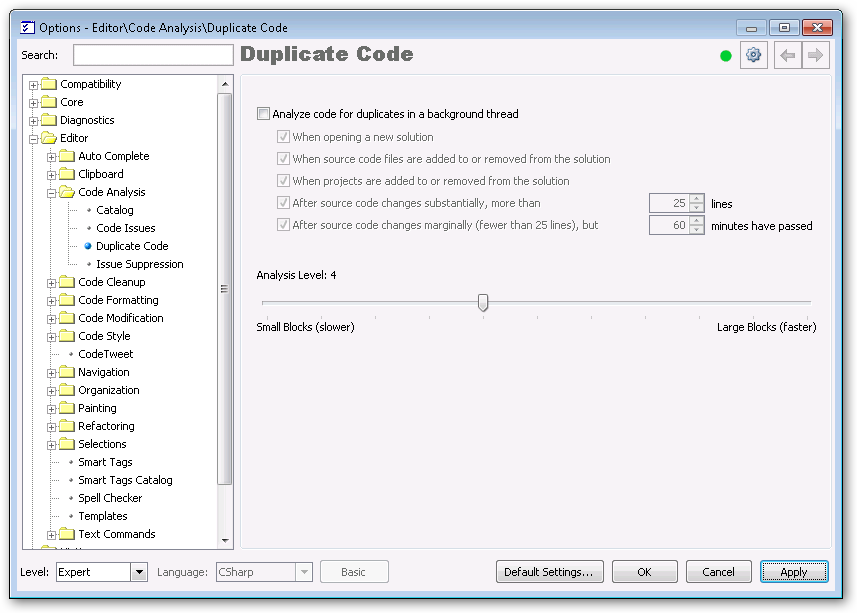 Options - Editor\Code Analysis\Duplicate Code
Search:
Duplicate Code
Compatibility
Core
Diagnostics
Editor
Auto Complete
Clipboard
Code Analysis
Catalog
Code Issues
Duplicate Code
Issue Suppression
Code Cleanup
Code Formatting
Code Modification
Code Style
CodeTweet
Navigation
Organization
Painting
Refactoring
Selections
Smart Tags
Smart Tags Catalog
Spell Checker
Templates
Text Commands
Analyze code for duplicates in a background thread
When opening a new solution
When source code files are added to or removed from the solution
When projects are added to or removed from the solution
After source code changes substantially, more than 25 lines
After source code changes marginally (fewer than 25 lines), but 60 minutes have passed
Analysis Level: 4
Small Blocks (slower) Large Blocks (faster)
Level: Expert Language: CSharp Basic Default Settings... OK Cancel Apply